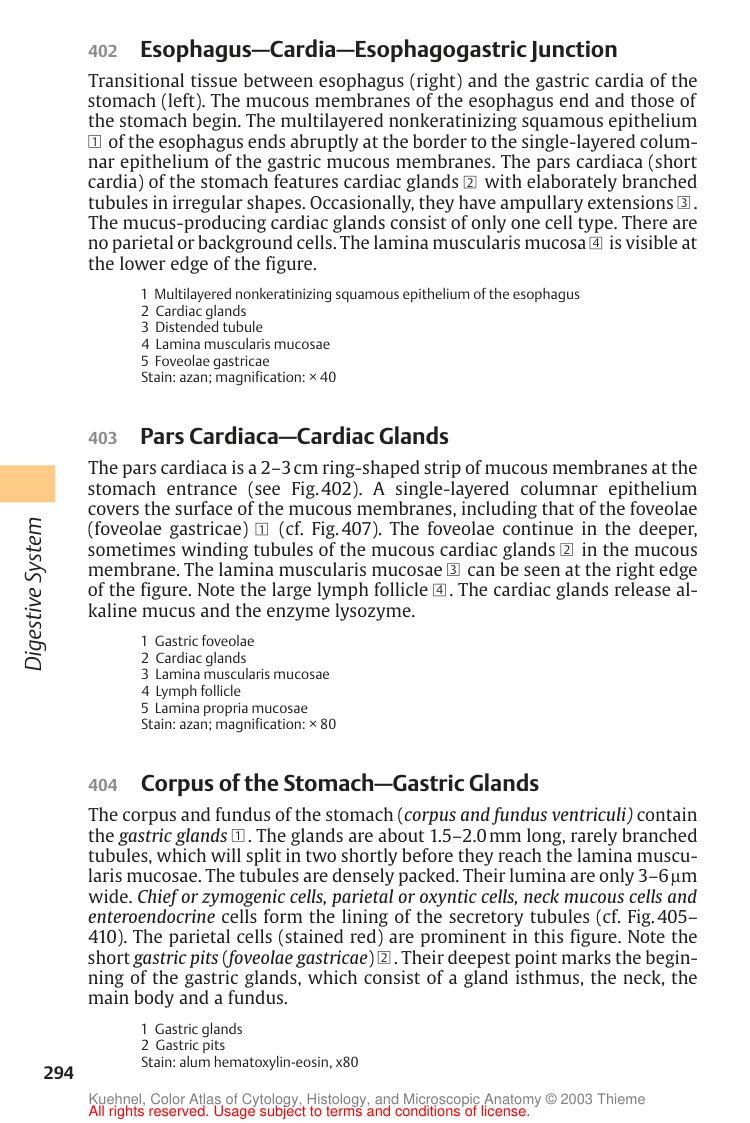 402 Esophagus—Cardia—Esophagogastric Junction
Transitional tissue between esophagus (right) and the gastric cardia of the
stomach (left). The mucous membranes of the esophagus end and those of
the stomach begin. The multilayered nonkeratinizing squamous epithelium
1 of the esophagus ends abruptly at the border to the single-layered colum-
nar epithelium of the gastric mucous membranes. The pars cardiaca (short
cardia) of the stomach features cardiac glands 2 with elaborately branched
tubules in irregular shapes. Occasionally, they have ampullary extensions 3.
The mucus-producing cardiac glands consist of only one cell type. There are
no parietal or background cells. The lamina muscularis mucosa 4 is visible at
the lower edge of the figure.
1 Multilayered nonkeratinizing squamous epithelium of the esophagus
2 Cardiac glands
3 Distended tubule
4 Lamina muscularis mucosae
5 Foveolae gastricae
Stain: azan; magnification: × 40
403 Pars Cardiaca—Cardiac Glands
The pars cardiaca is a 2–3 cm ring-shaped strip of mucous membranes at the
stomach entrance (see Fig. 402). A single-layered columnar epithelium
covers the surface of the mucous membranes, including that of the foveolae
(foveolae gastricae) 1 (cf. Fig. 407). The foveolae continue in the deeper,
sometimes winding tubules of the mucous cardiac glands 2 in the mucous
membrane. The lamina muscularis mucosae 3 can be seen at the right edge
of the figure. Note the large lymph follicle 4. The cardiac glands release al-
kaline mucus and the enzyme lysozyme.
1 Gastric foveolae
2 Cardiac glands
3 Lamina muscularis mucosae
4 Lymph follicle
5 Lamina propria mucosae
Stain: azan; magnification: × 80
Digestive System
404 Corpus of the Stomach—Gastric Glands
The corpus and fundus of the stomach (corpus and fundus ventriculi) contain
the gastric glands 1. The glands are about 1.5–2.0 mm long, rarely branched
tubules, which will split in two shortly before they reach the lamina muscu-
laris mucosae. The tubules are densely packed. Their lumina are only 3–6 μm
wide. Chief or zymogenic cells, parietal or oxyntic cells, neck mucous cells and
enteroendocrine cells form the lining of the secretory tubules (cf. Fig. 405–
410). The parietal cells (stained red) are prominent in this figure. Note the
short gastric pits (foveolae gastricae) 2. Their deepest point marks the begin-
ning of the gastric glands, which consist of a gland isthmus, the neck, the
main body and a fundus.
1 Gastric glands
2 Gastric pits
Stain: alum hematoxylin-eosin, x80
294
Kuehnel, Color Atlas of Cytology, Histology, and Microscopic Anatomy © 2003 Thieme
All rights reserved. Usage subject to terms and conditions of license.